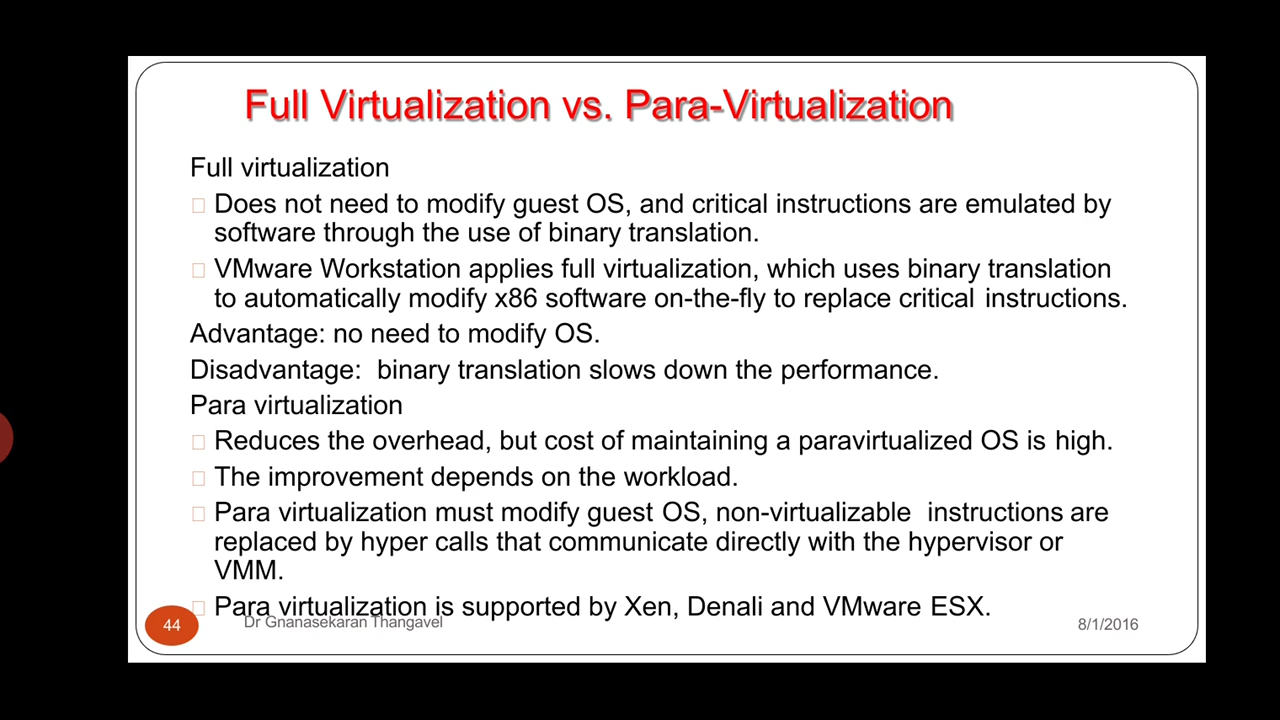 Full Virtualization vs. Para-Virtualization
Full virtualization
Does not need to modify guest OS, and critical instructions are emulated by
software through the use of binary translation.
VMware Workstation applies full virtualization, which uses binary translation
to automatically modify x86 software on-the-fly to replace critical instructions.
Advantage: no need to modify OS.
Disadvantage: binary translation slows down the performance.
Para virtualization
Reduces the overhead, but cost of maintaining a paravirtualized OS is high.
The improvement depends on the workload.
Para virtualization must modify guest OS, non-virtualizable instructions are
replaced by hyper calls that communicate directly with the hypervisor or
VMM.
Para virtualization is supported by Xen, Denali and VMware ESX.
44
Dr Gnanasekaran Thangavel
8/1/2016